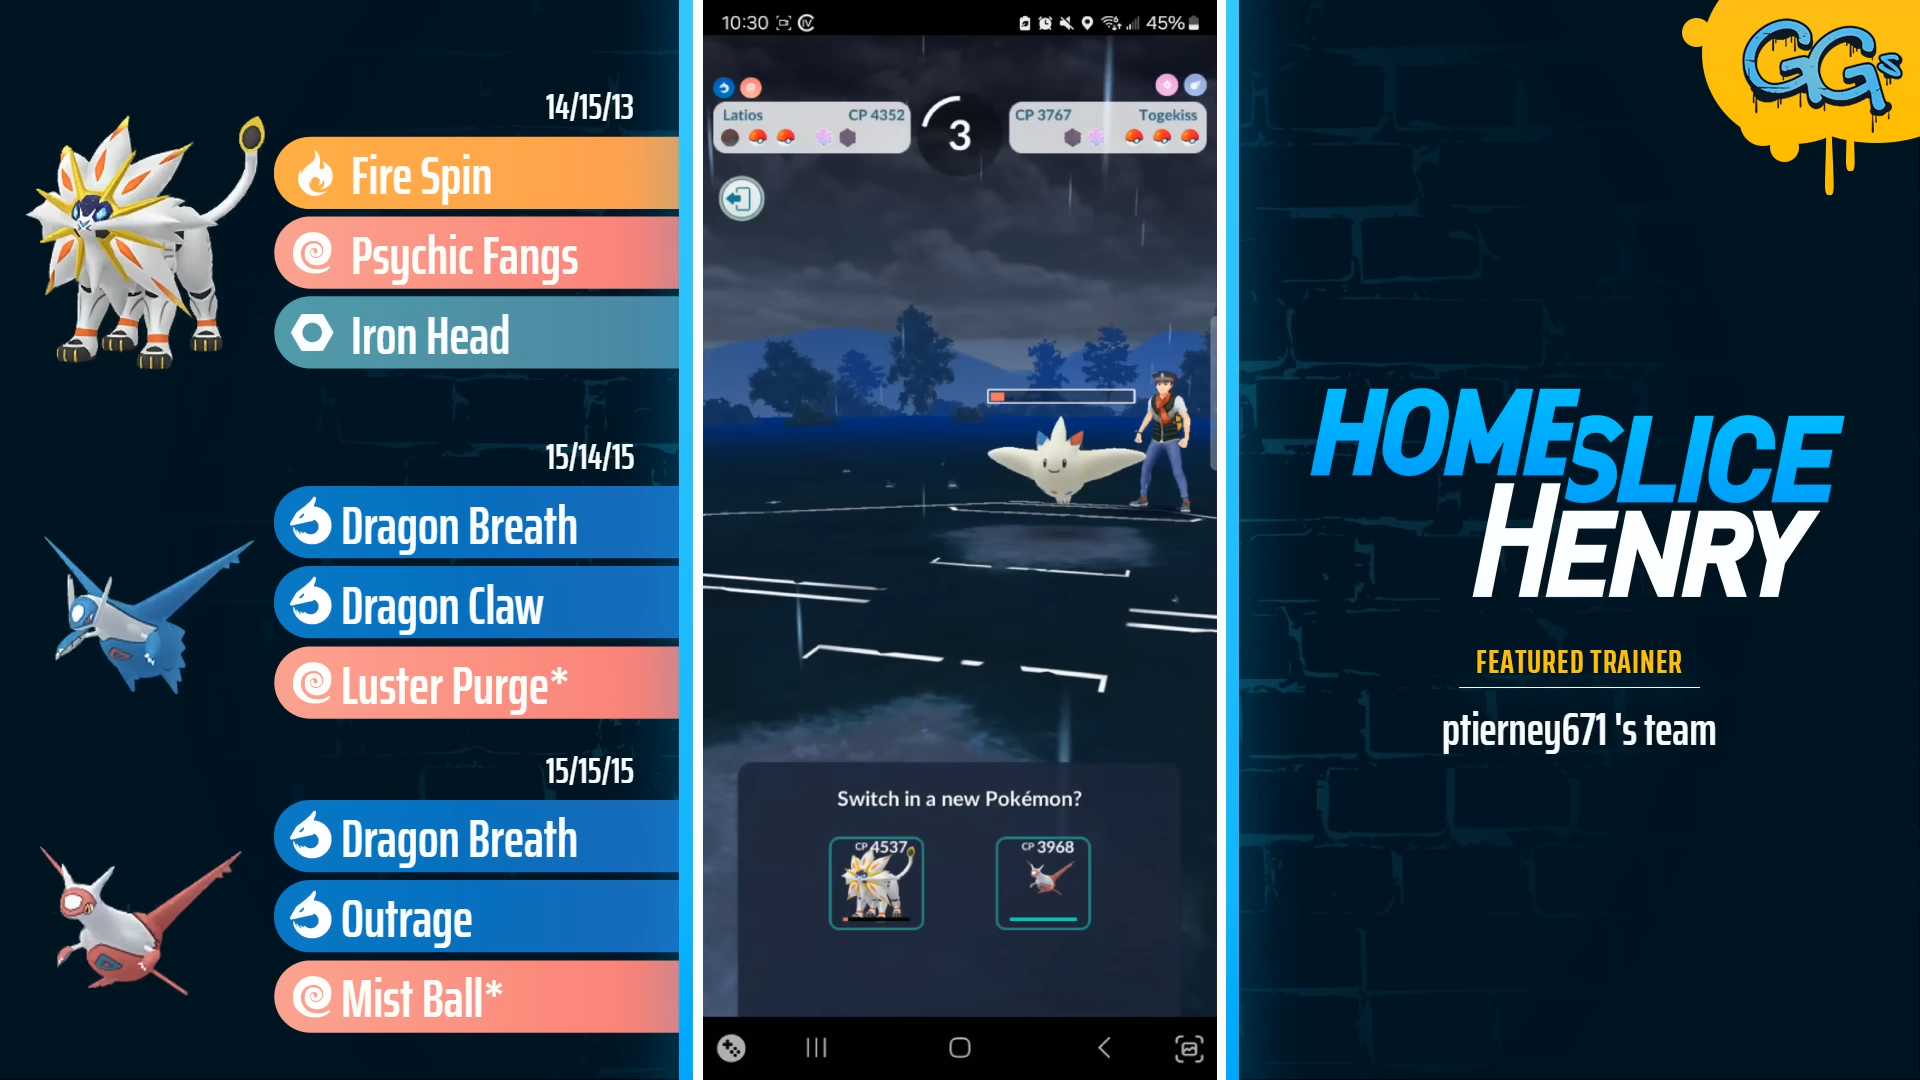 14/15/13
Fire Spin
Psychic Fangs
Iron Head
15/14/15
Dragon Breath
Dragon Claw
Luster Purge*
15/15/15
Dragon Breath
Outrage
Mist Ball*
10:30
IV
45%
Latios
CP 4352
3
CP 3767
Togekiss
Switch in a new Pokémon?
CP 4537
CP 3968
GGs
HOMESLICE
HENRY
FEATURED TRAINER
ptierney671 's team